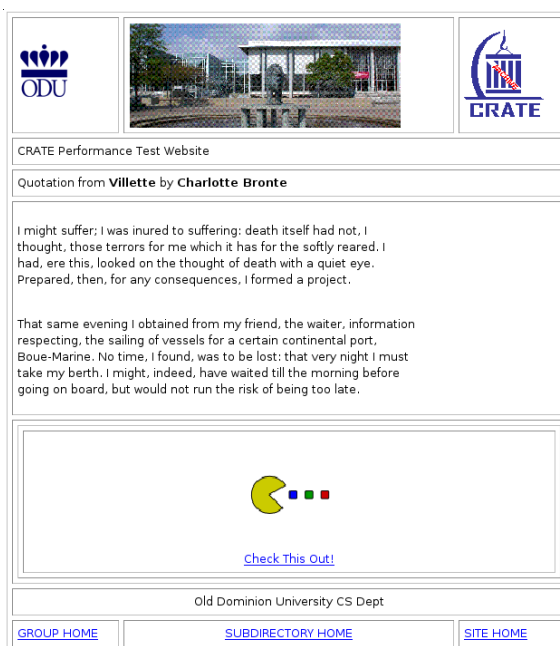 ODU
CRATE
CRATE Performance Test Website
Quotation from Villette by Charlotte Bronte
I might suffer; I was inured to suffering: death itself had not, I
thought, those terrors for me which it has for the softly reared. I
had, ere this, looked on the thought of death with a quiet eye.
Prepared, then, for any consequences, I formed a project.
That same evening I obtained from my friend, the waiter, information
respecting, the sailing of vessels for a certain continental port,
Boue-Marine. No time, I found, was to be lost: that very night I must
take my berth. I might, indeed, have waited till the morning before
going on board, but would not run the risk of being too late.
Check This Out!
Old Dominion University CS Dept
GROUP HOME
SUBDIRECTORY HOME
SITE HOME